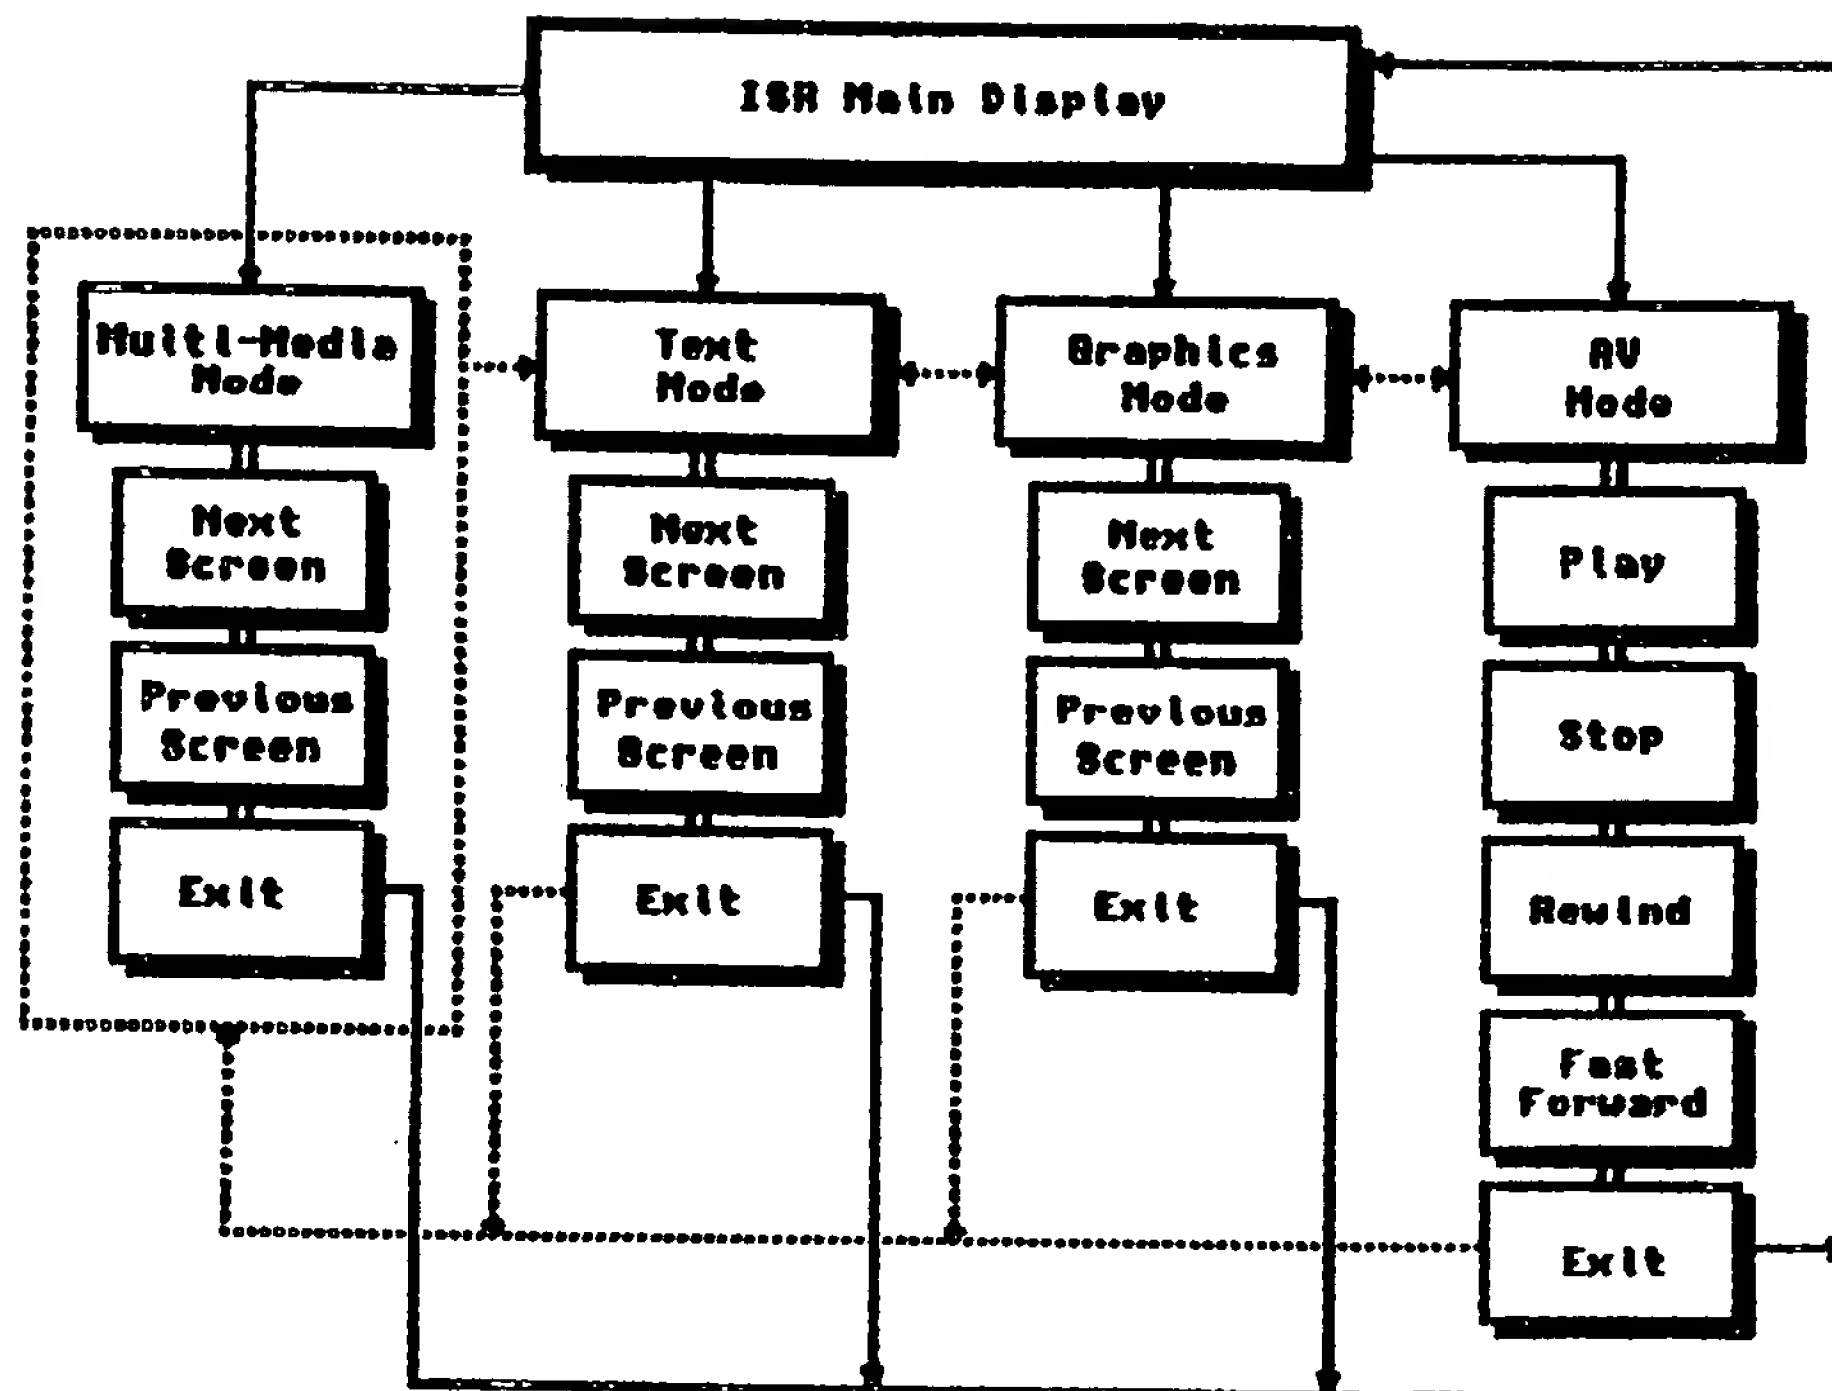 ISR Main Display
Multi-Media
Mode
Next
Screen
Previous
Screen
Exit
Text
Mode
Next
Screen
Previous
Screen
Exit
Graphics
Mode
Next
Screen
Previous
Screen
Exit
AV
Mode
Play
Stop
Rewind
Fast
Forward
Exit